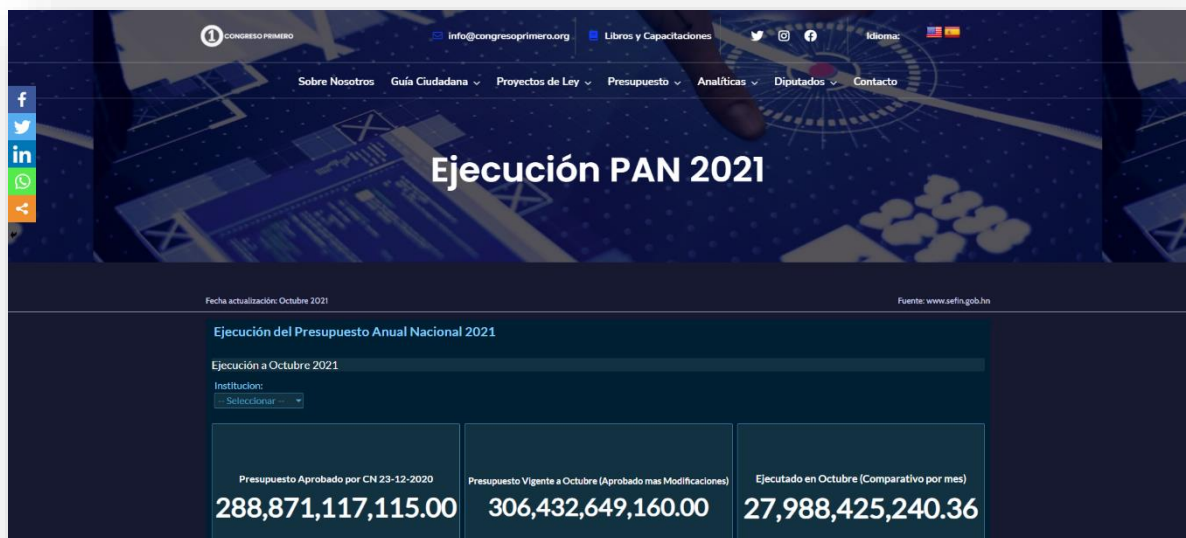 1 CONGRESO PRIMERO
info@congresoprimero.org
Libros y Capacitaciones
Idioma:
Sobre Nosotros Guía Ciudadana Proyectos de Ley Presupuesto Analíticas Diputados Contacto
Ejecución PAN 2021
Fecha actualización: Octubre 2021
Fuente: www.sefin.gob.hn
Ejecución del Presupuesto Anual Nacional 2021
Ejecución a Octubre 2021
Institucion:
-- Seleccionar --
Presupuesto Aprobado por CN 23-12-2020
288,871,117,115.00
Presupuesto Vigente a Octubre (Aprobado mas Modificaciones)
306,432,649,160.00
Ejecutado en Octubre (Comparativo por mes)
27,988,425,240.36